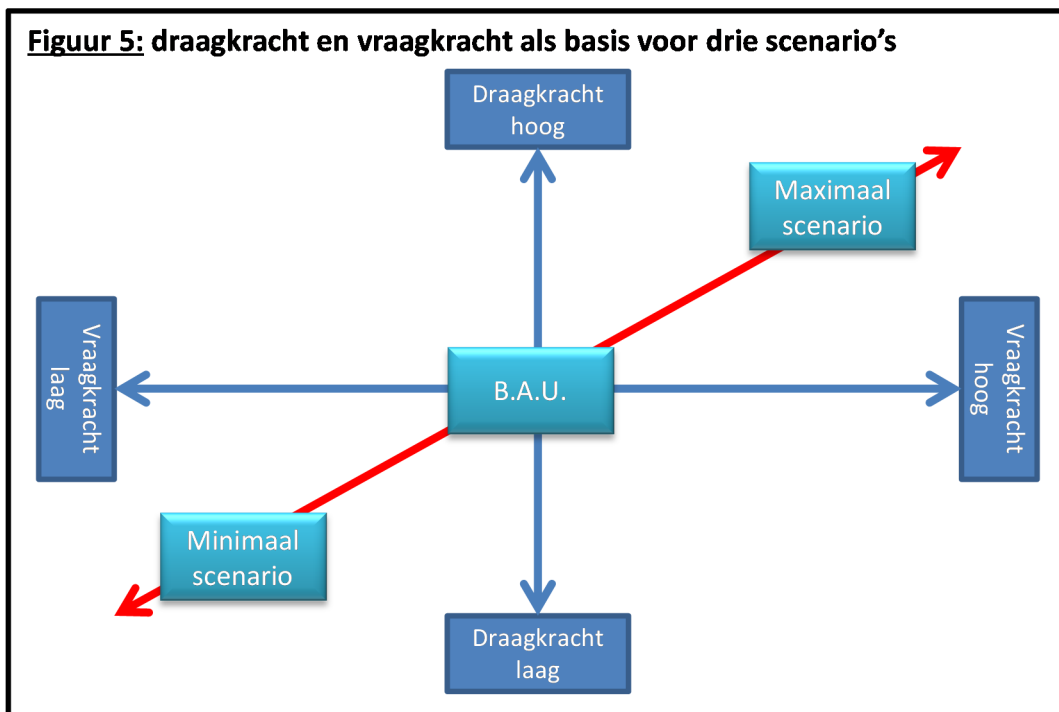 Figuur 5: draagkracht en vraagkracht als basis voor drie scenario’s
Draagkracht
hoog
Maximaal
scenario
Vraagkracht
laag
B.A.U.
Vraagkracht
hoog
Minimaal
scenario
Draagkracht
laag